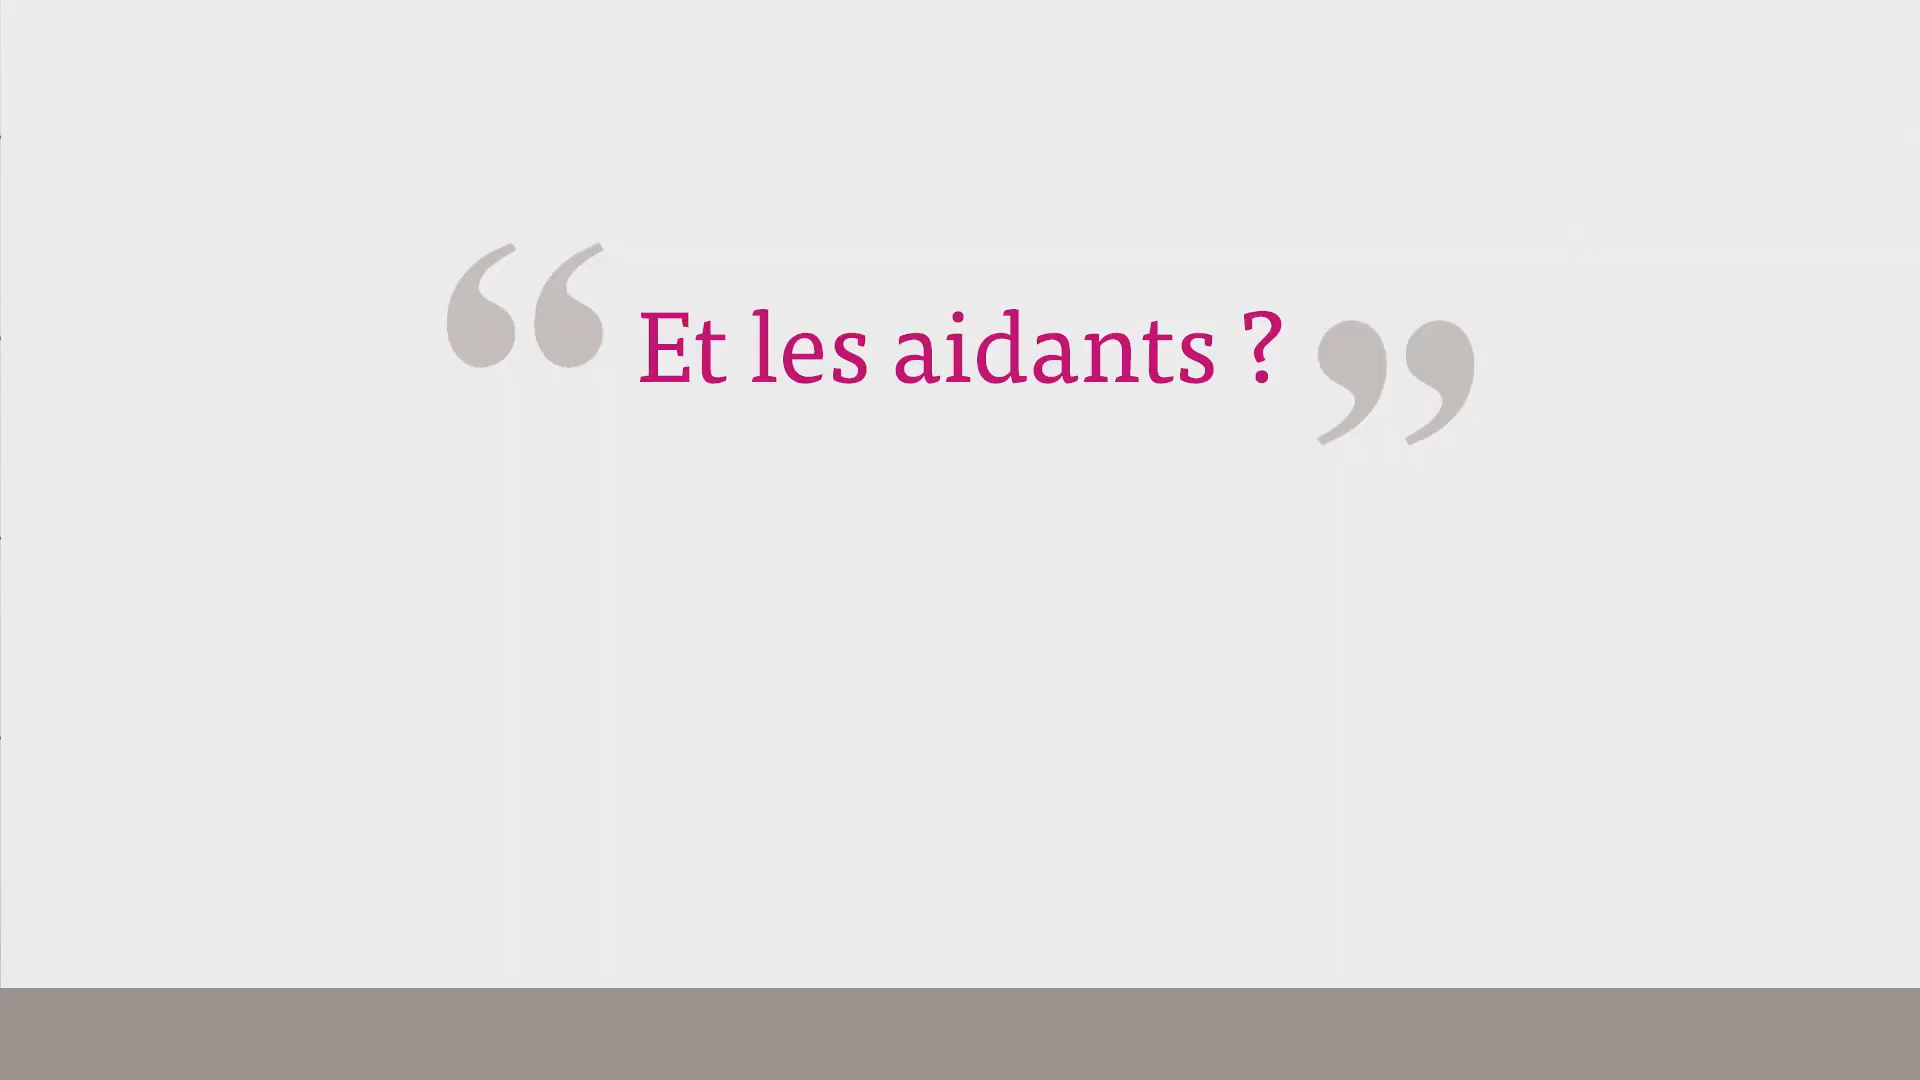 “ Et les aidants ? ”